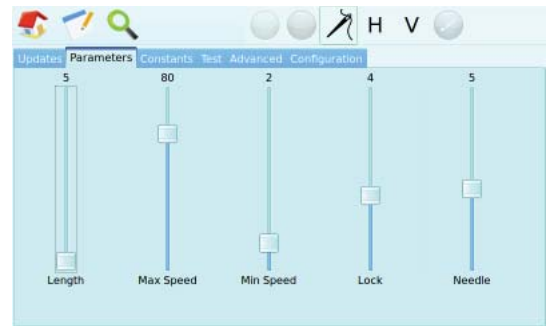 H V
Updates Parameters Constants Test Advanced Configuration
5 80 2 4 5
Length Max Speed Min Speed Lock Needle